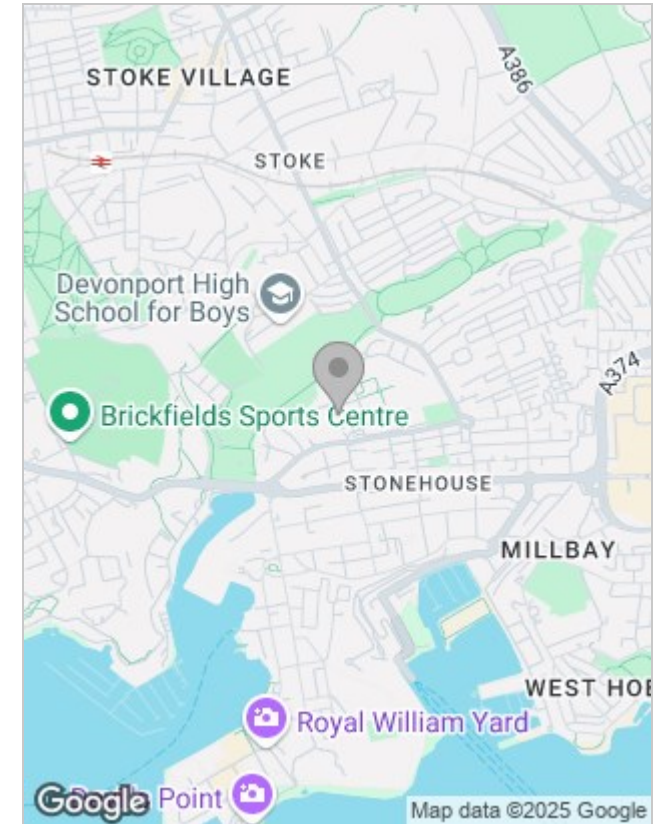 STOKE VILLAGE
A386
STOKE
Devonport High
School for Boys
A374
Brickfields Sports Centre
STONEHOUSE
MILLBAY
WEST HOE
Royal William Yard
Point
Google
Map data ©2025 Google